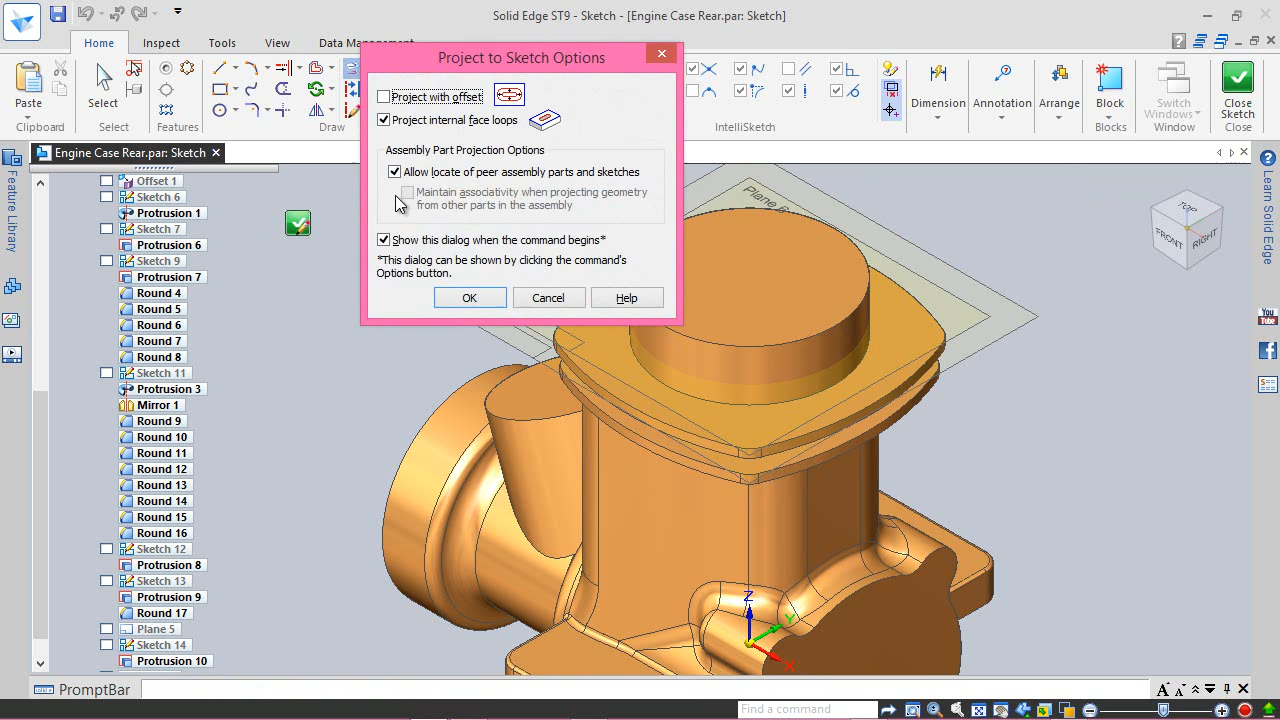 Solid Edge ST9 - Sketch - [Engine Case Rear.par: Sketch]
Home
Inspect
Tools
View
Data Management
Paste
Select
Dimension
Annotation
Arrange
Block
Switch
Windows
Close
Sketch
Clipboard
Select
Features
Draw
IntelliSketch
Blocks
Window
Close
Engine Case Rear.par: Sketch
Project to Sketch Options
Project with offset
Project internal face loops
Assembly Part Projection Options
Allow locate of peer assembly parts and sketches
Maintain associativity when projecting geometry
from other parts in the assembly
Show this dialog when the command begins*
*This dialog can be shown by clicking the command's
Options button.
OK
Cancel
Help
Feature Library
Offset 1
Sketch 6
Protrusion 1
Sketch 7
Protrusion 6
Sketch 9
Protrusion 7
Round 4
Round 5
Round 6
Round 7
Round 8
Sketch 11
Protrusion 3
Mirror 1
Round 9
Round 10
Round 11
Round 12
Round 13
Round 14
Round 15
Round 16
Sketch 12
Protrusion 8
Sketch 13
Protrusion 9
Round 17
Plane 5
Sketch 14
Protrusion 10
TOP
FRONT
RIGHT
Learn Solid Edge
You
Tube
Z
Y
X
PromptBar
Find a command